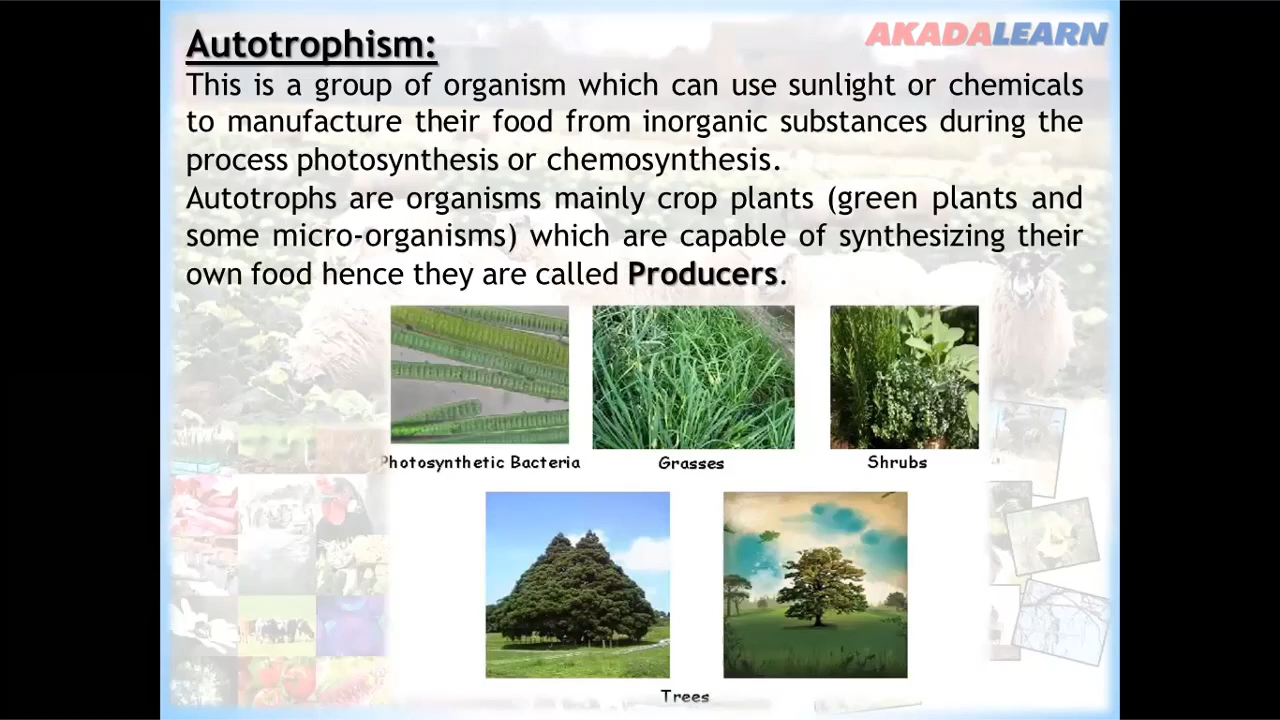 AKADALEARN
Autotrophism:
This is a group of organism which can use sunlight or chemicals
to manufacture their food from inorganic substances during the
process photosynthesis or chemosynthesis.
Autotrophs are organisms mainly crop plants (green plants and
some micro-organisms) which are capable of synthesizing their
own food hence they are called Producers.
Photosynthetic Bacteria
Grasses
Shrubs
Trees